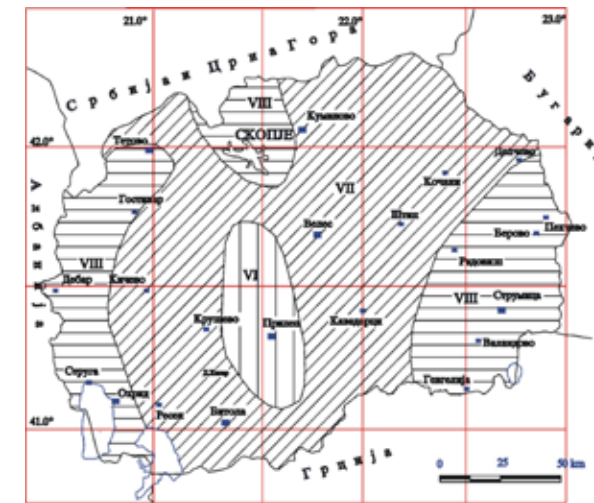 21.0°
22.0
23.0°
Србија и Црна Гора
Бугарија
VIII
СКОПЈЕ
Куманово
42.0°
Тетово
Делчево
Кочани
VII
Гостивар
Штип
Велес
Пехчево
Берово
Радовиш
VIII
Дебар
Кичево
VI
VIII
Струмица
Крушево
Прилеп
Кавадарци
Валандово
Струга
Гевгелија
Охрид
Ресен
Битола
41.0°
Грција
0 25 50 km